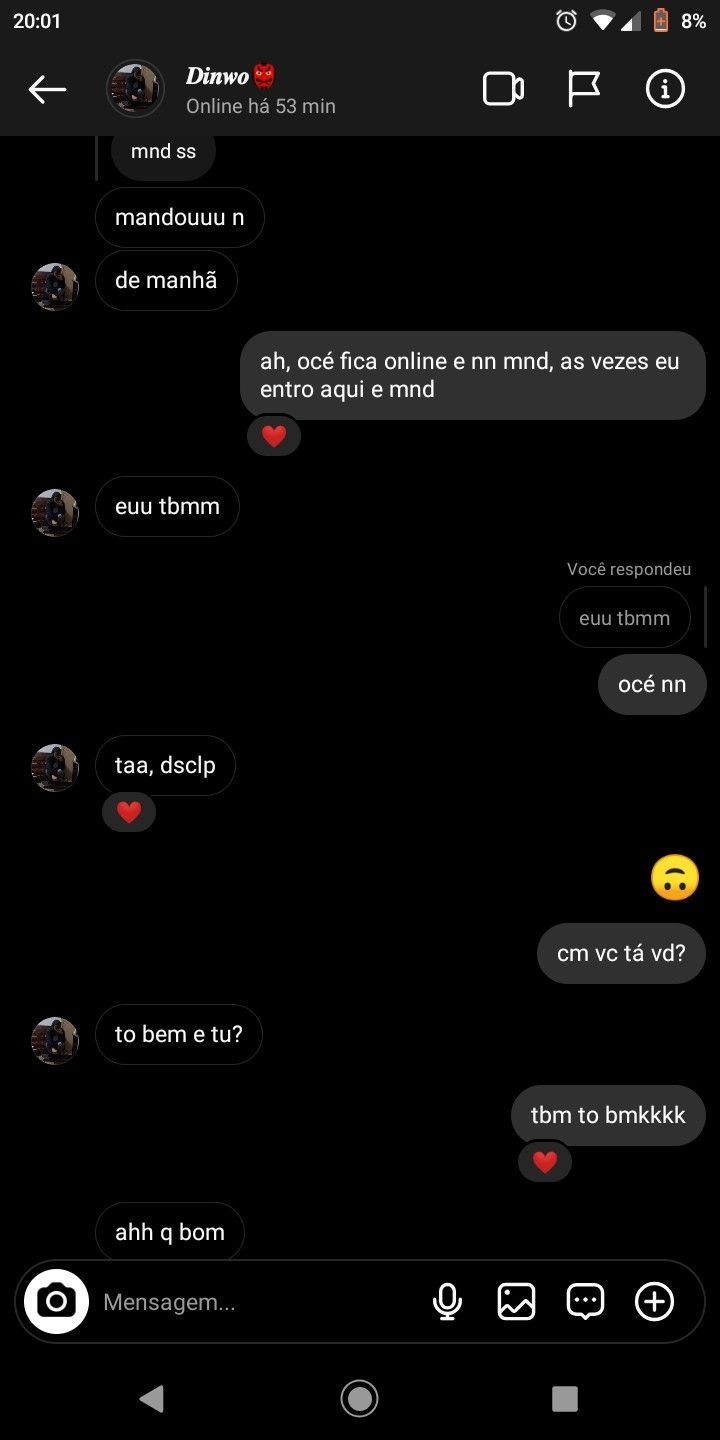 20:01
8%
Dinwo👹
Online há 53 min
mnd ss
mandouuu n
de manhã
ah, océ fica online e nn mnd, as vezes eu
entro aqui e mnd
❤️
euu tbmm
Você respondeu
euu tbmm
océ nn
taa, dsclp
❤️
🙃
cm vc tá vd?
to bem e tu?
tbm to bmkkkk
❤️
ahh q bom
Mensagem...